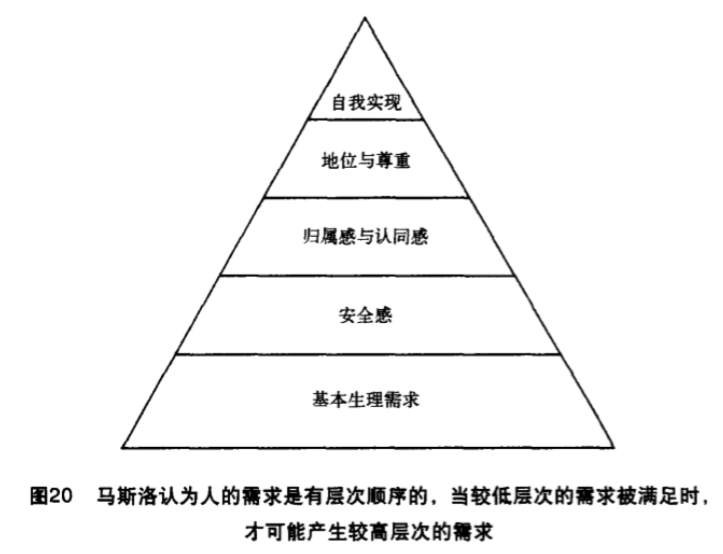 自我实现
地位与尊重
归属感与认同感
安全感
基本生理需求
图20 马斯洛认为人的需求是有层次顺序的，当较低层次的需求被满足时，
才可能产生较高层次的需求